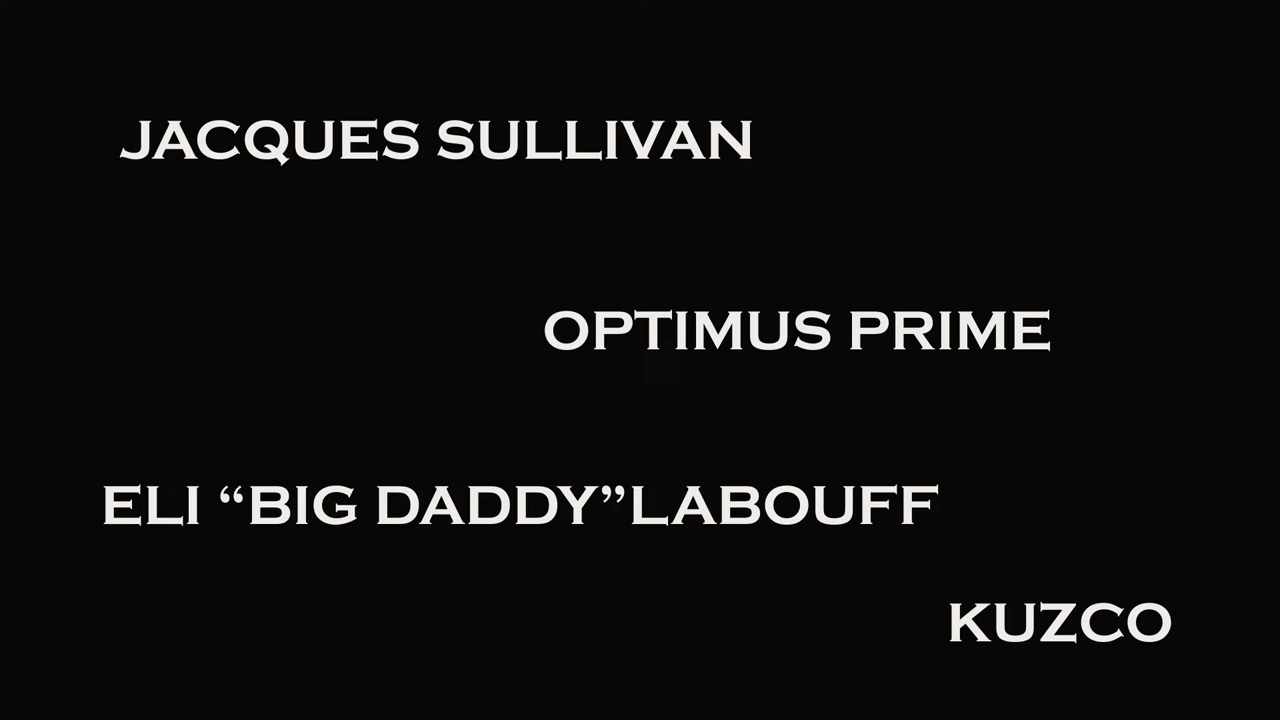 JACQUES SULLIVAN
OPTIMUS PRIME
ELI “BIG DADDY”LABOUFF
KUZCO